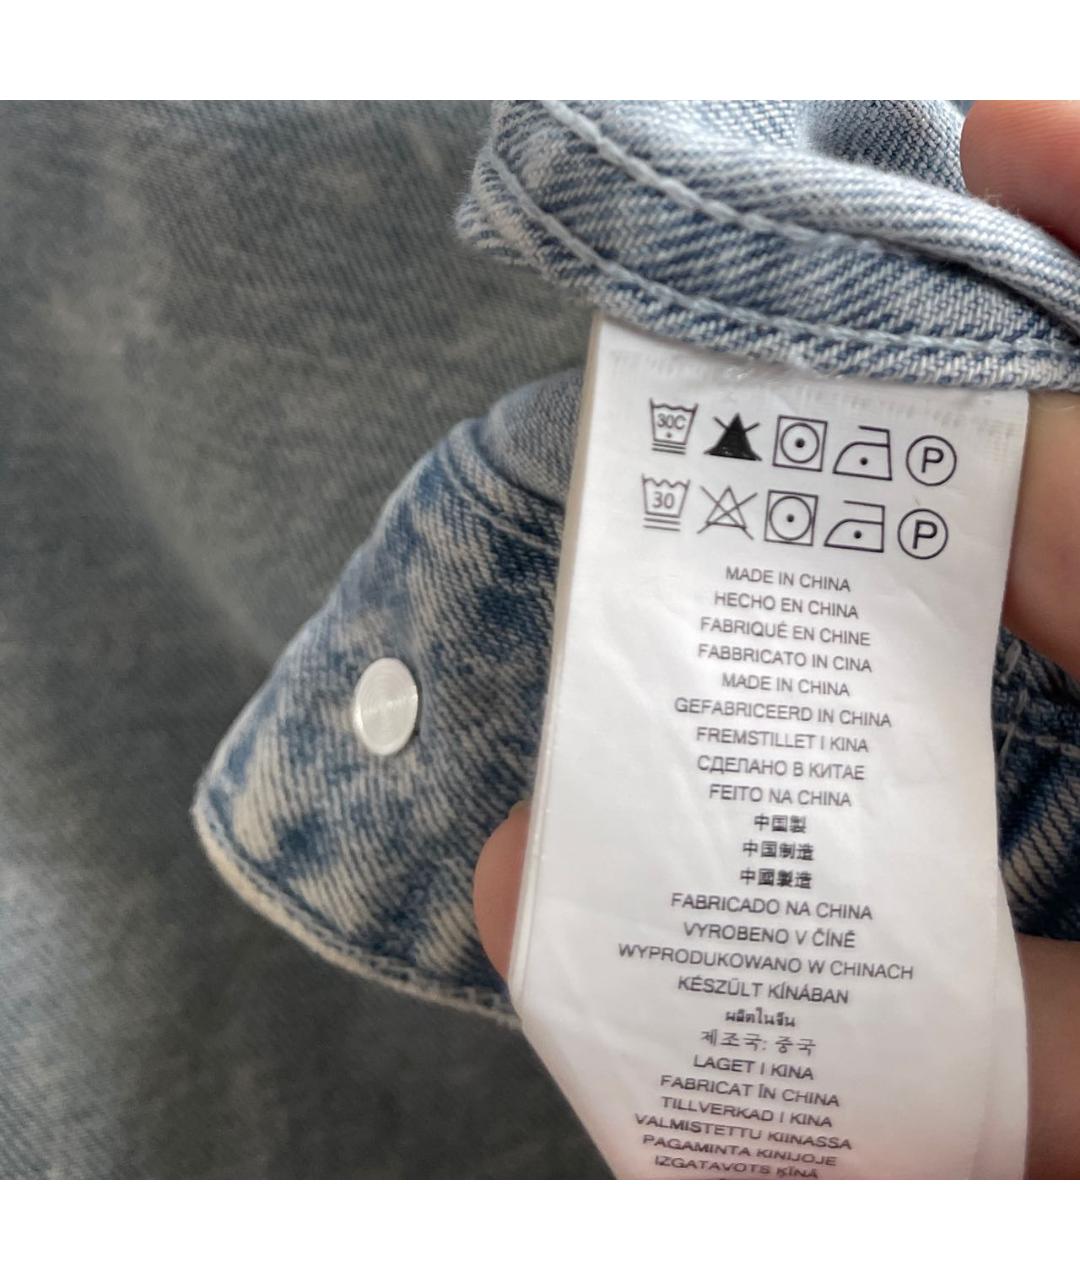 30C
P
30
P
MADE IN CHINA
HECHO EN CHINA
FABRIQUÉ EN CHINE
FABBRICATO IN CINA
MADE IN CHINA
GEFABRICEERD IN CHINA
FREMSTILLET I KINA
СДЕЛАНО В КИТАЕ
FEITO NA CHINA
中国製
中国制造
中國製造
FABRICADO NA CHINA
VYROBENO V ČÍNĚ
WYPRODUKOWANO W CHINACH
KÉSZÜLT KÍNÁBAN
ผลิตในจีน
제조국: 중국
LAGET I KINA
FABRICAT ÎN CHINA
TILLVERKAD I KINA
VALMISTETTU KIINASSA
PAGAMINTA KINIJOJE
IZGATAVOTS ĶĪNĀ